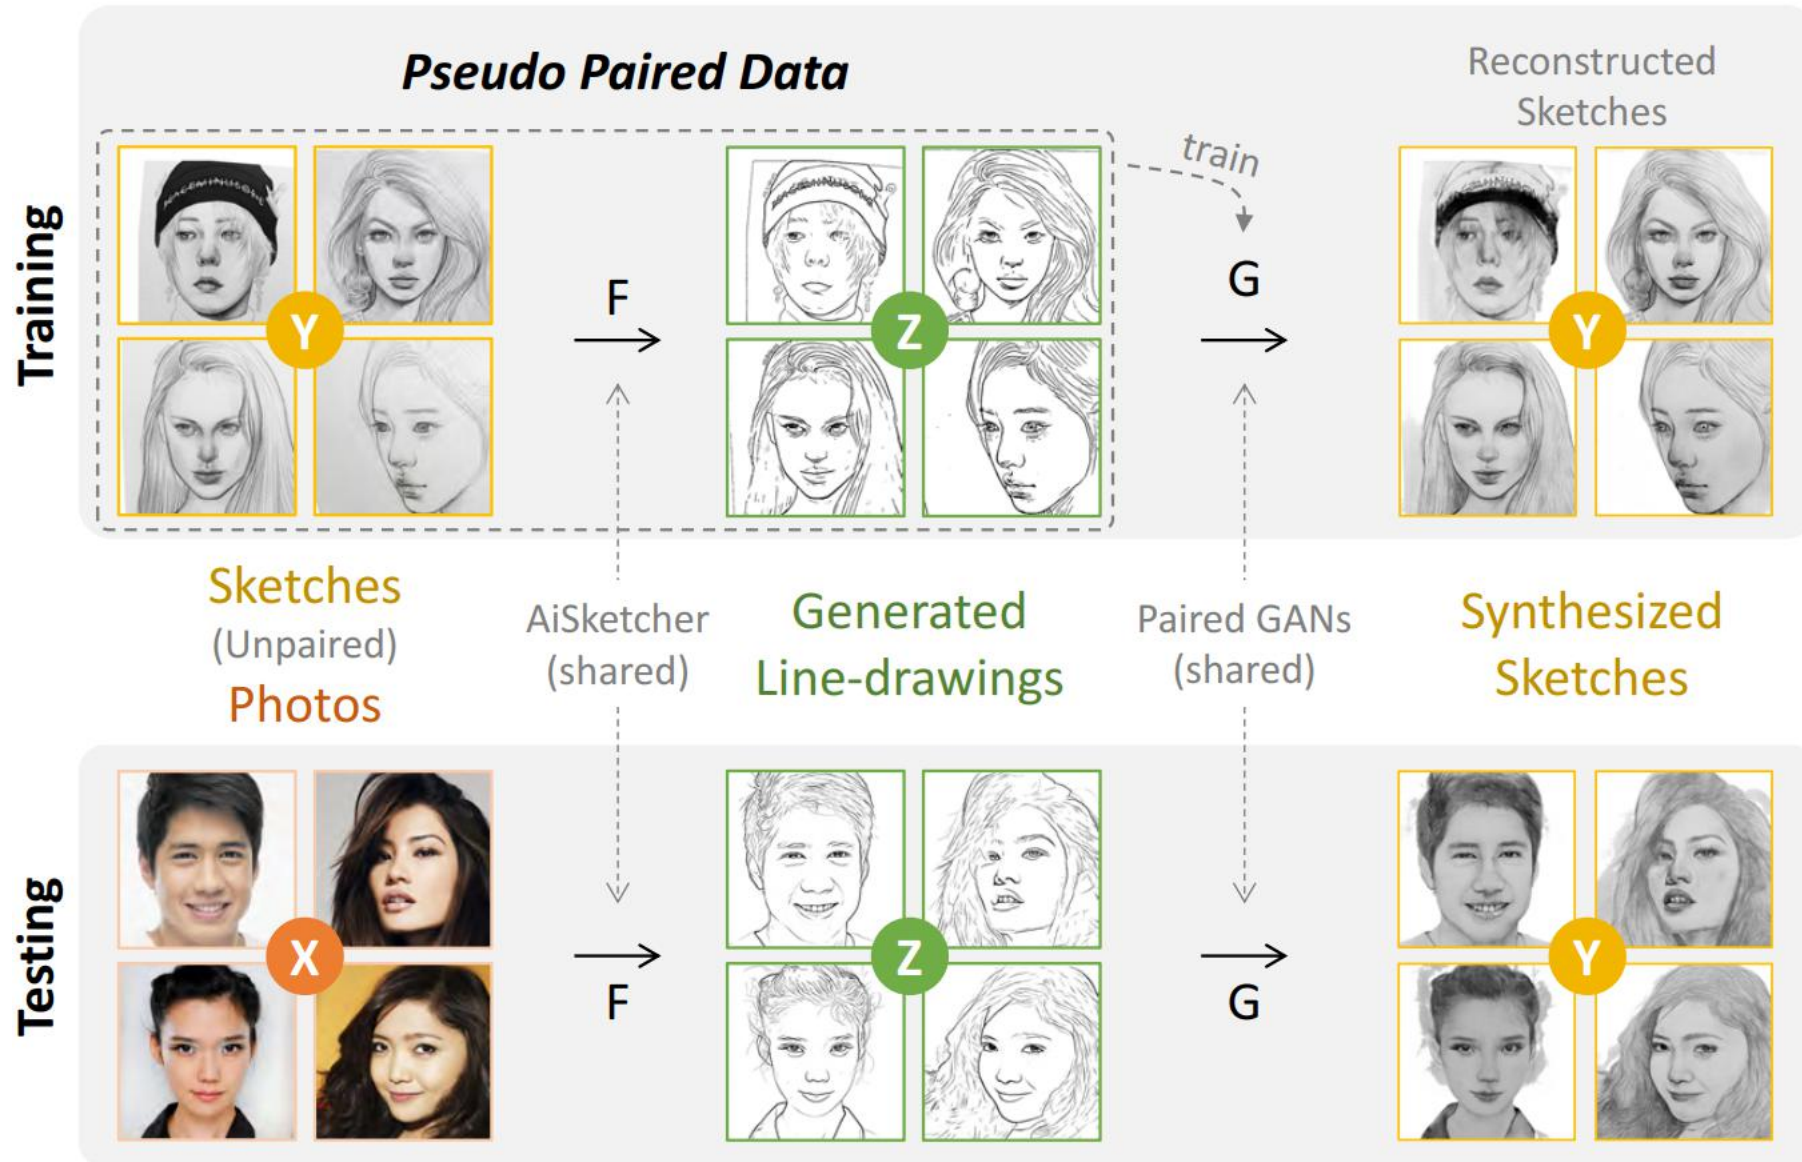 Pseudo Paired Data
Reconstructed
Sketches
train
Training
Y
F
Z
G
Y
Sketches
(Unpaired)
Photos
AiSketcher
(shared)
Generated
Line-drawings
Paired GANs
(shared)
Synthesized
Sketches
Testing
X
F
Z
G
Y